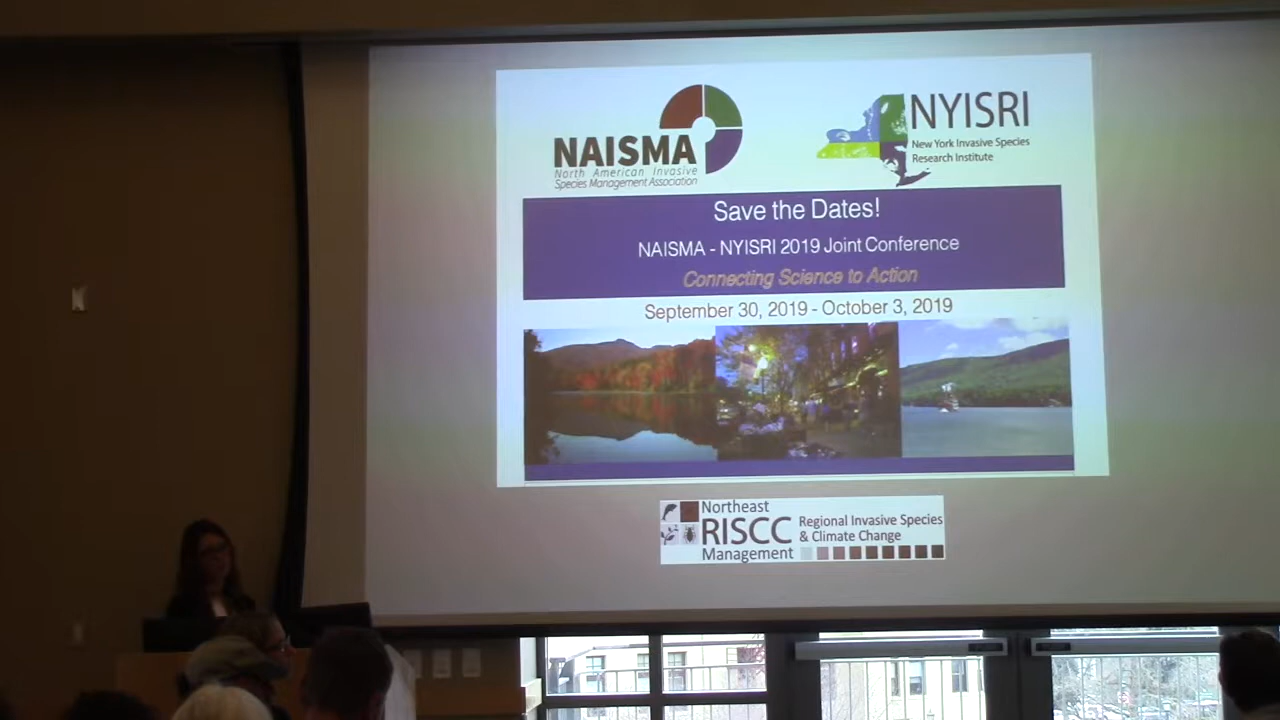 NAISMA
North American Invasive
Species Management Association
NYISRI
New York Invasive Species
Research Institute
Save the Dates!
NAISMA - NYISRI 2019 Joint Conference
Connecting Science to Action
September 30, 2019 - October 3, 2019
Northeast
RISCC
Management
Regional Invasive Species
& Climate Change